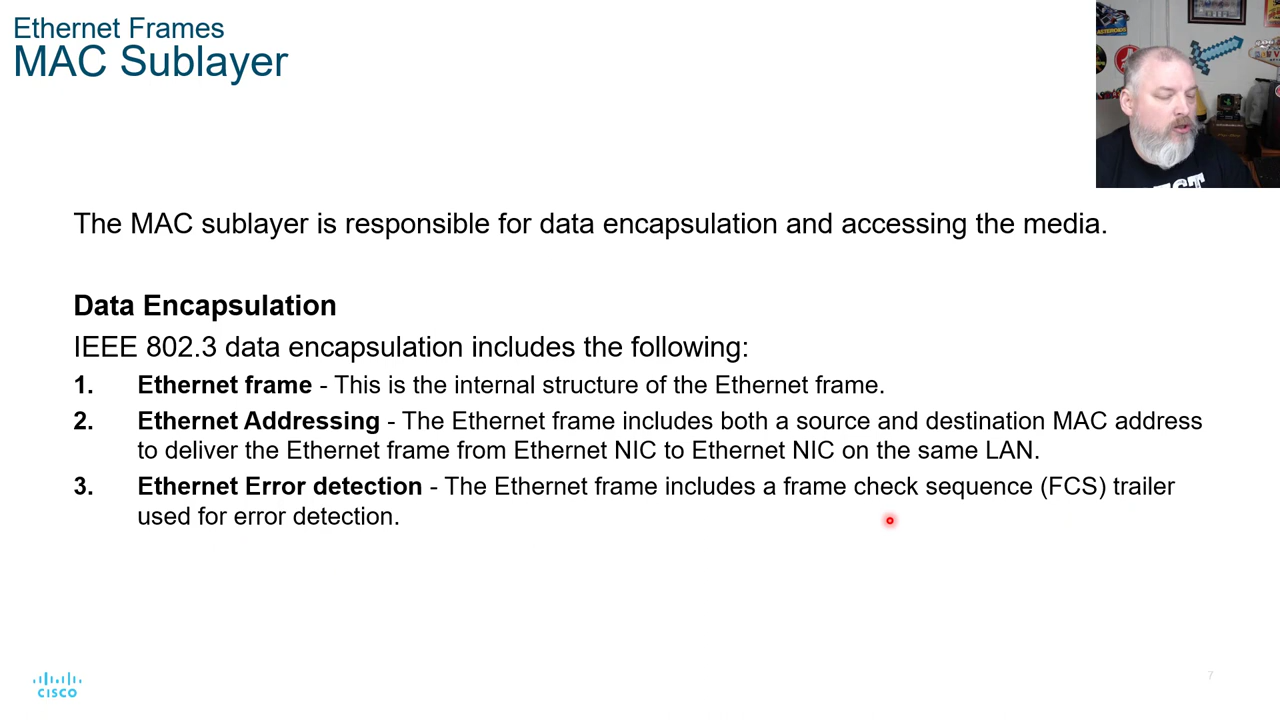 Ethernet Frames
MAC Sublayer
The MAC sublayer is responsible for data encapsulation and accessing the media.
Data Encapsulation
IEEE 802.3 data encapsulation includes the following:
1. Ethernet frame - This is the internal structure of the Ethernet frame.
2. Ethernet Addressing - The Ethernet frame includes both a source and destination MAC address
to deliver the Ethernet frame from Ethernet NIC to Ethernet NIC on the same LAN.
3. Ethernet Error detection - The Ethernet frame includes a frame check sequence (FCS) trailer
used for error detection.
CISCO
7
ASTEROIDS